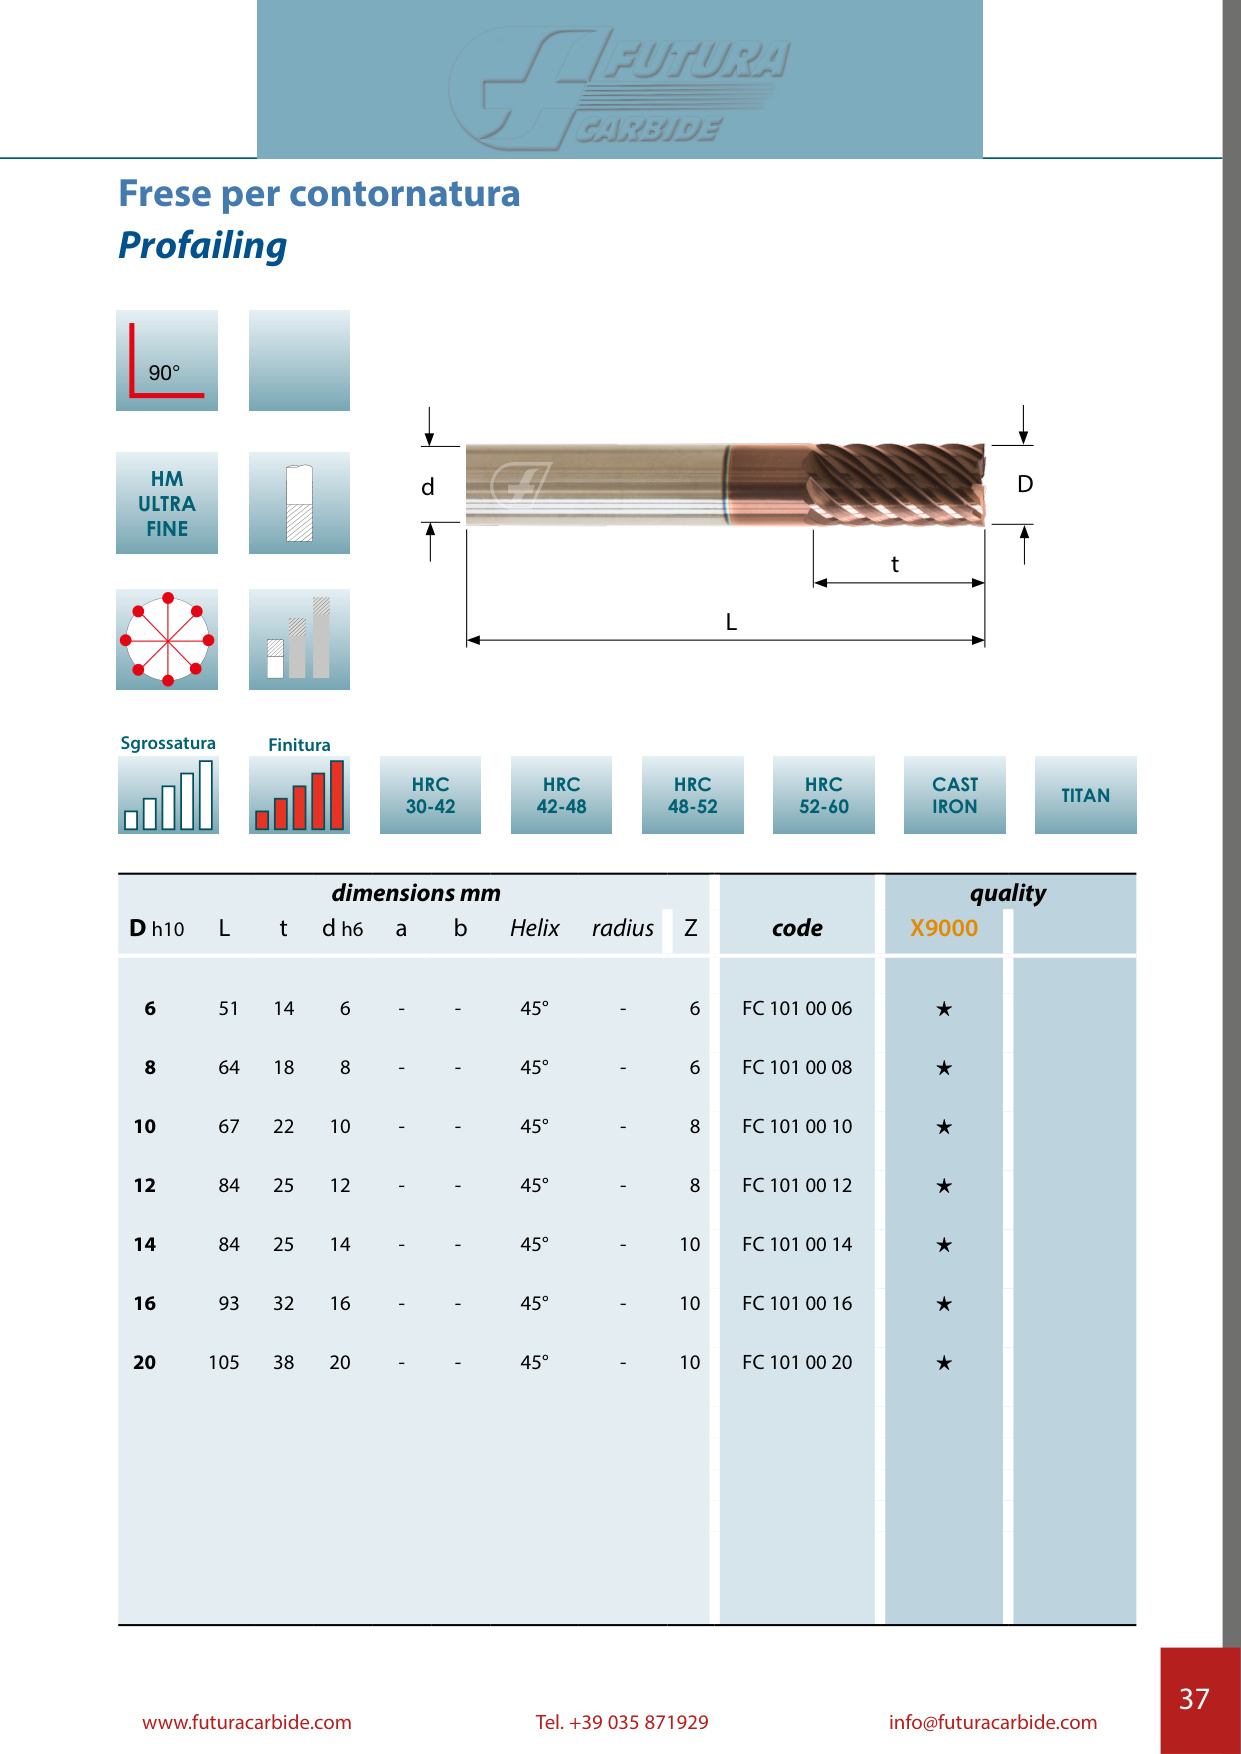 FUTURA
CARBIDE
Frese per contornatura
Profailing
90°
HM
ULTRA
FINE
d
D
t
L
Sgrossatura
Finitura
HRC
30-42
HRC
42-48
HRC
48-52
HRC
52-60
CAST
IRON
TITAN
dimensions mm quality
D h10 L t d h6 a b Helix radius Z code X9000
6 51 14 6 - - 45° - 6 FC 101 00 06 ★
8 64 18 8 - - 45° - 6 FC 101 00 08 ★
10 67 22 10 - - 45° - 8 FC 101 00 10 ★
12 84 25 12 - - 45° - 8 FC 101 00 12 ★
14 84 25 14 - - 45° - 10 FC 101 00 14 ★
16 93 32 16 - - 45° - 10 FC 101 00 16 ★
20 105 38 20 - - 45° - 10 FC 101 00 20 ★
37
www.futuracarbide.com Tel. +39 035 871929 info@futuracarbide.com